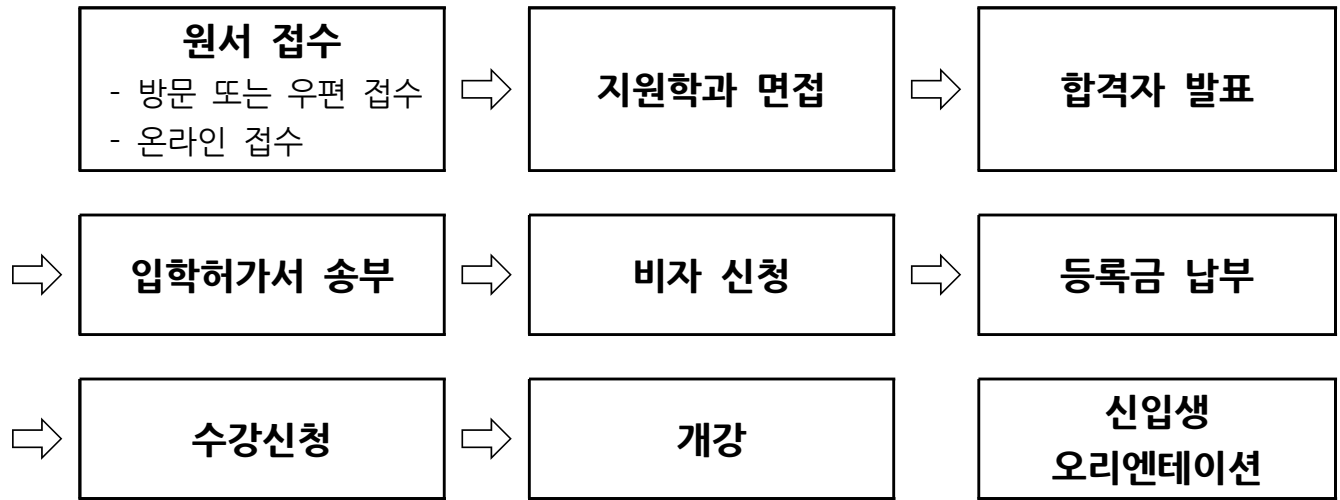 원서 접수
- 방문 또는 우편 접수
- 온라인 접수
지원학과 면접
합격자 발표
입학허가서 송부
비자 신청
등록금 납부
수강신청
개강
신입생
오리엔테이션